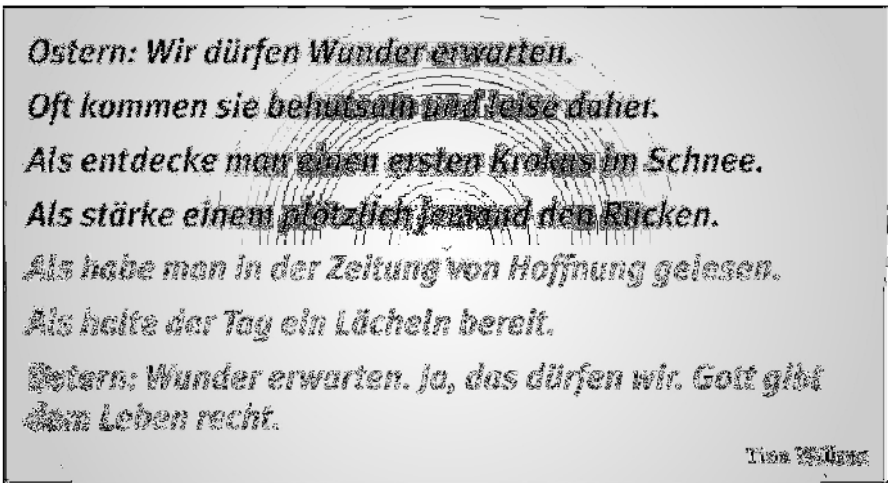 Ostern: Wir dürfen Wunder erwarten.
Oft kommen sie behutsam und leise daher.
Als entdecke man einen ersten Krokus im Schnee.
Als stärke einem plötzlich jemand den Rücken.
Als habe man in der Zeitung von Hoffnung gelesen.
Als halte der Tag ein Lächeln bereit.
Ostern: Wunder erwarten. Ja, das dürfen wir. Gott gibt
dem Leben recht.
Tina